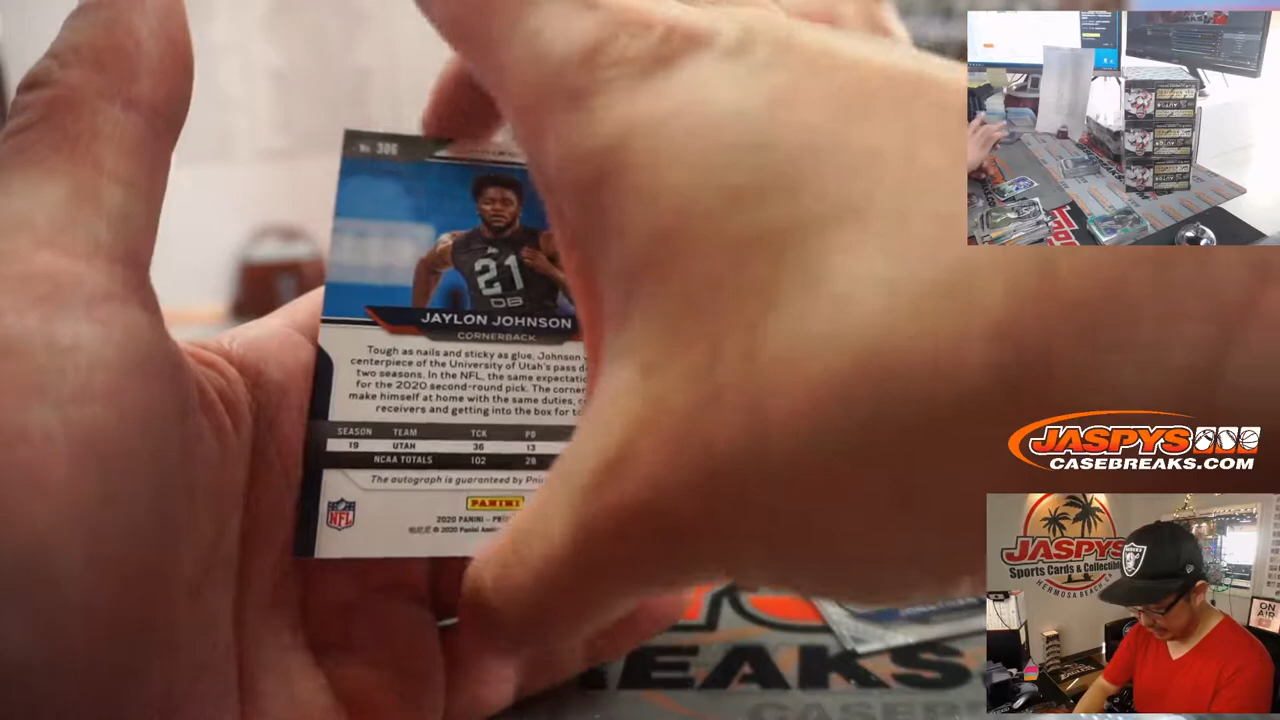 No. 306
21
DB
JAYLON JOHNSON
CORNERBACK
Tough as nails and sticky as glue, Johnson
centerpiece of the University of Utah's pass
two seasons. In the NFL, the same
for the 2020 second-round pick. The
make himself at home with the same duties,
receivers and getting into the box for
SEASON TEAM TCK PD
19 UTAH 36 13
NCAA TOTALS 102 28
The autograph is guaranteed by
NFL
PANINI
2020 PANINI –
© 2020 Panini
EAKS
JASPYS
CASEBREAKS.COM
JASPYS
Sports Cards &
HERMOSA BEACH, CA
ON
AIR